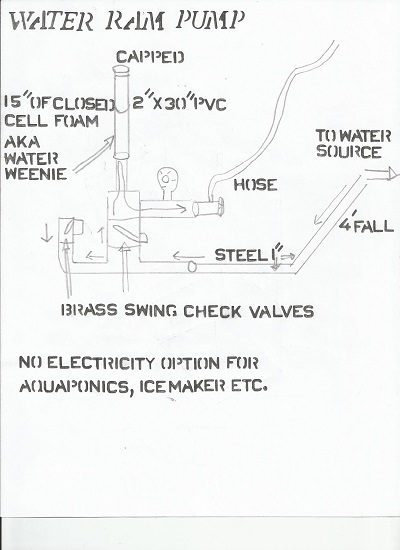 WATER RAM PUMP
CAPPED
15" OF CLOSED
CELL FOAM
AKA
WATER
WEENIE
2"X30"PVC
TO WATER
SOURCE
HOSE
4' FALL
STEEL 1"
BRASS SWING CHECK VALVES
NO ELECTRICITY OPTION FOR
AQUAPONICS, ICEMAKER ETC.